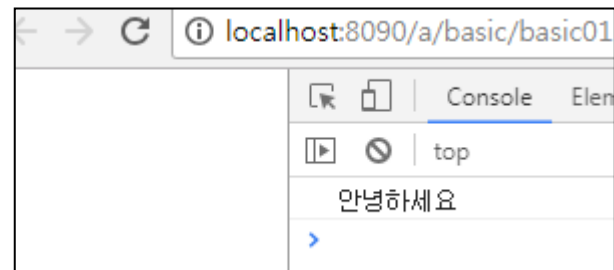 localhost:8090/a/basic/basic01
Console Elem
top
안녕하세요